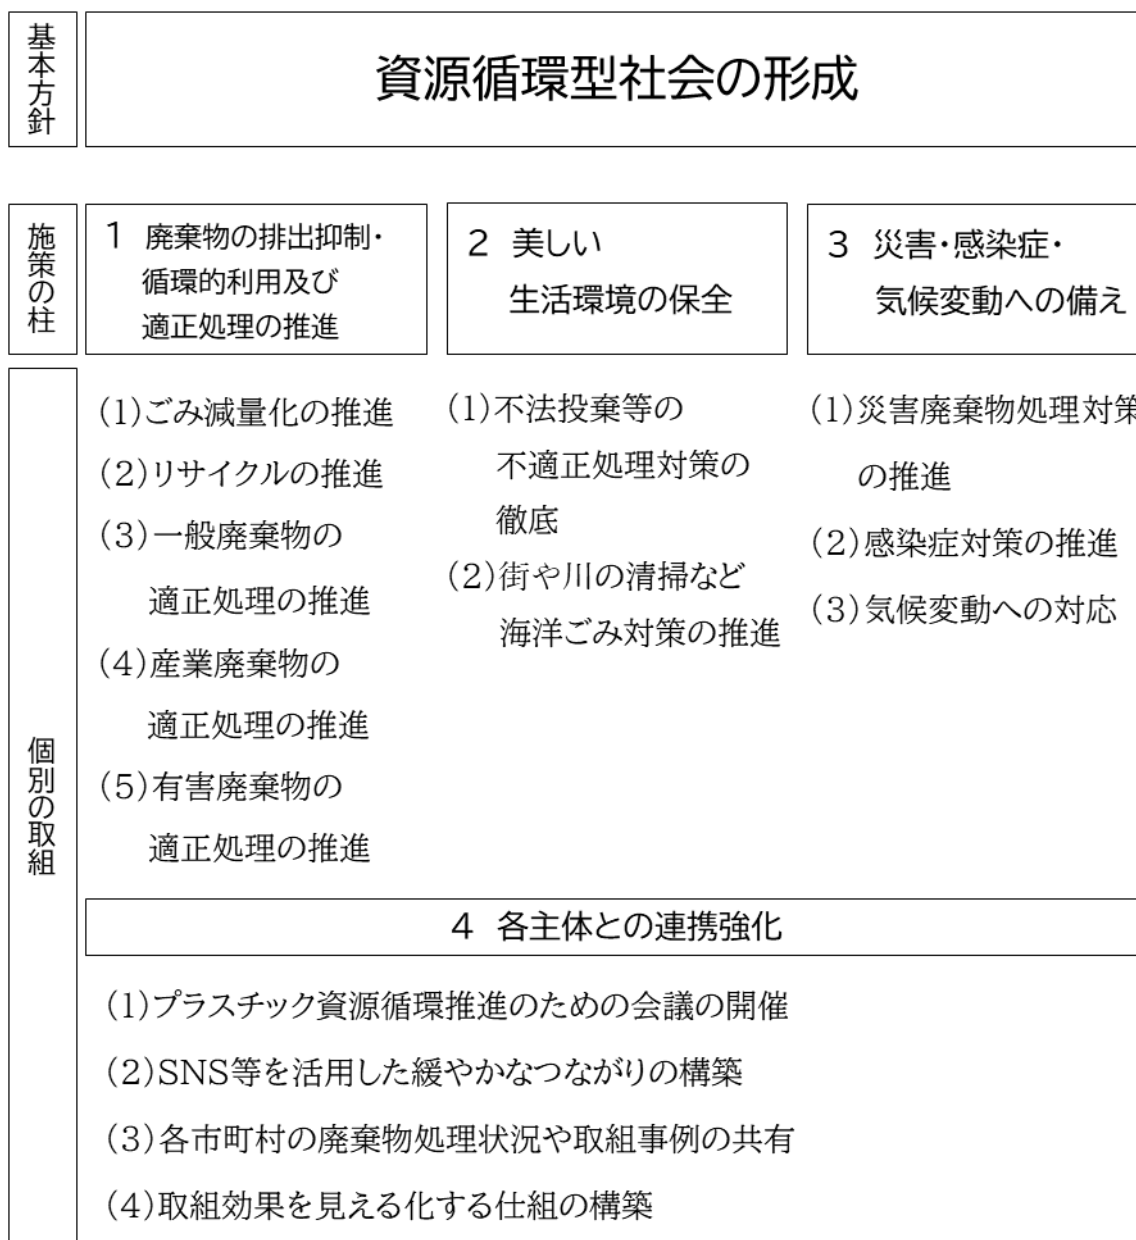 基本方針
資源循環型社会の形成
施策の柱
1 廃棄物の排出抑制・
循環的利用及び
適正処理の推進
2 美しい
生活環境の保全
3 災害・感染症・
気候変動への備え
個別の取組
(1)ごみ減量化の推進
(2)リサイクルの推進
(3)一般廃棄物の
適正処理の推進
(4)産業廃棄物の
適正処理の推進
(5)有害廃棄物の
適正処理の推進
(1)不法投棄等の
不適正処理対策の
徹底
(2)街や川の清掃など
海洋ごみ対策の推進
(1)災害廃棄物処理対策
の推進
(2)感染症対策の推進
(3)気候変動への対応
4 各主体との連携強化
(1)プラスチック資源循環推進のための会議の開催
(2)SNS等を活用した緩やかなつながりの構築
(3)各市町村の廃棄物処理状況や取組事例の共有
(4)取組効果を見える化する仕組の構築